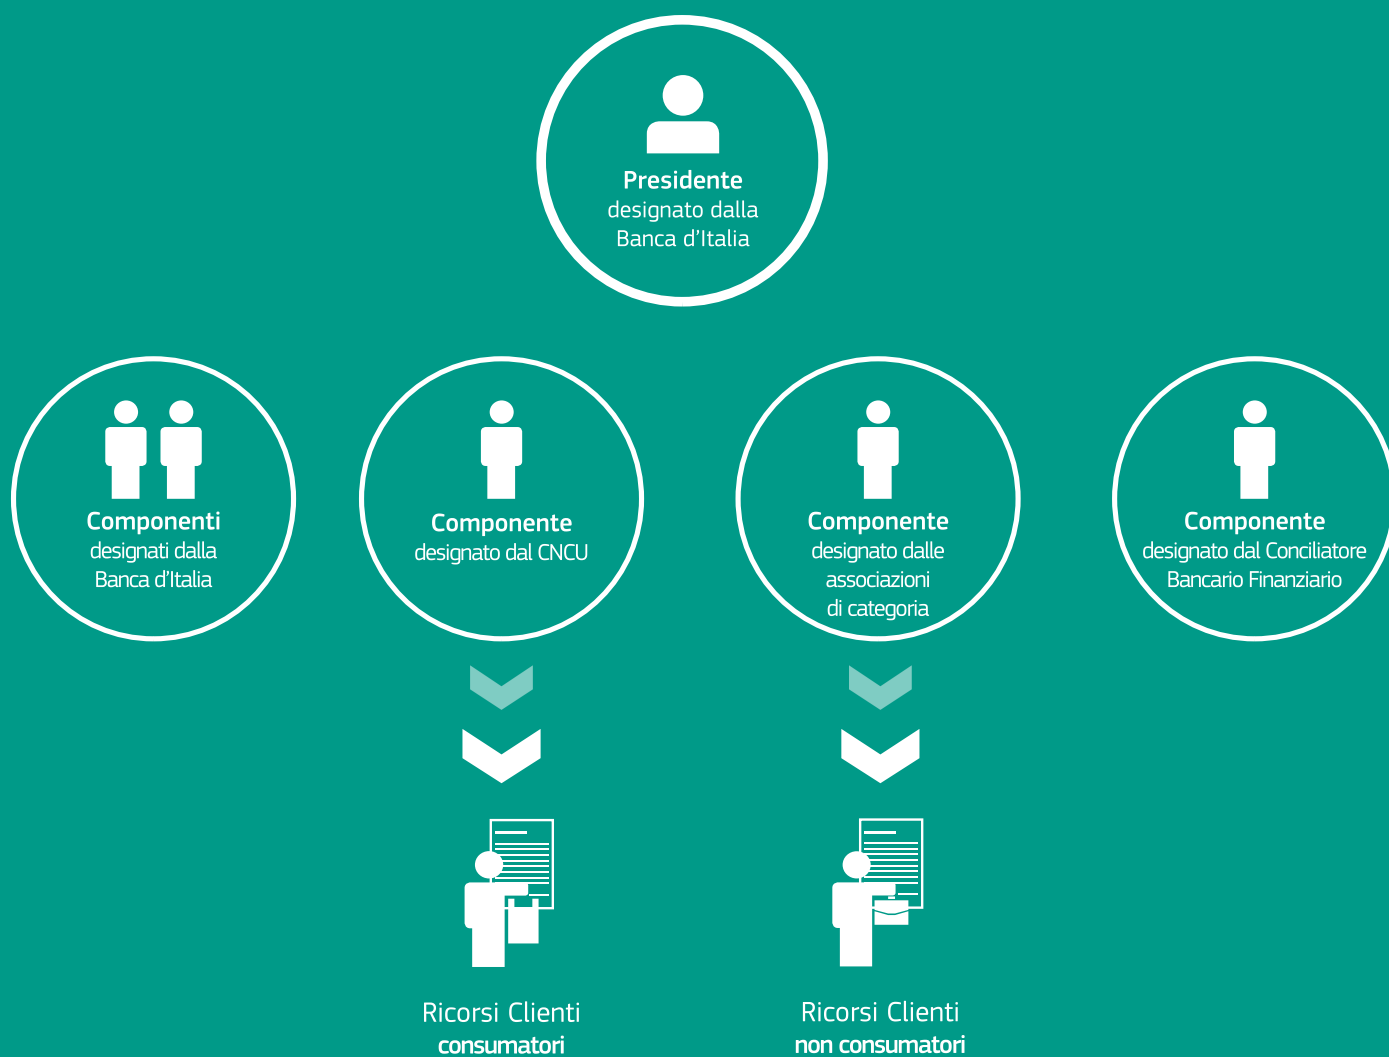 Presidente
designato dalla
Banca d'Italia
Componenti
designati dalla
Banca d'Italia
Componente
designato dal CNCU
Componente
designato dalle
associazioni
di categoria
Componente
designato dal Conciliatore
Bancario Finanziario
Ricorsi Clienti
consumatori
Ricorsi Clienti
non consumatori